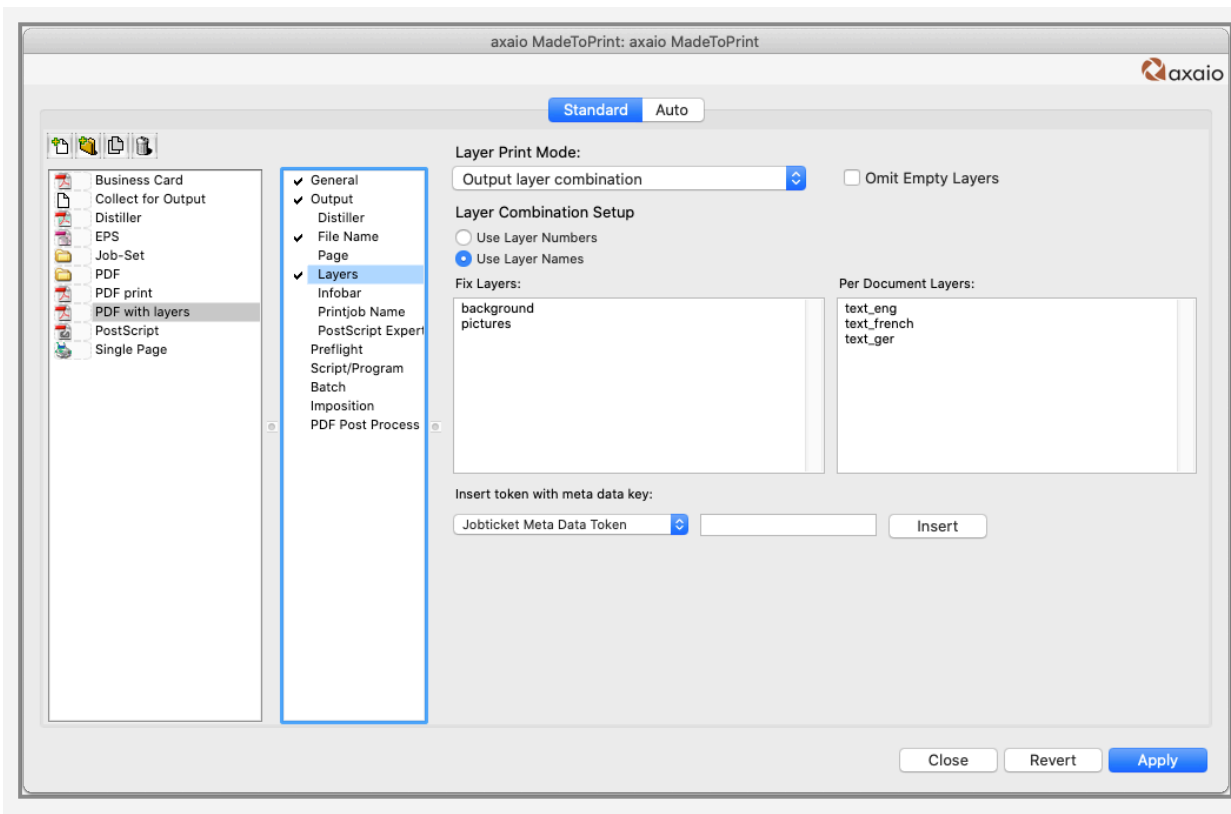 axaio MadeToPrint: axaio MadeToPrint
axaio
Standard
Auto
Business Card
Collect for Output
Distiller
EPS
Job-Set
PDF
PDF print
PDF with layers
PostScript
Single Page
General
Output
Distiller
File Name
Page
Layers
Infobar
Printjob Name
PostScript Expert
Preflight
Script/Program
Batch
Imposition
PDF Post Process
Layer Print Mode:
Output layer combination
Omit Empty Layers
Layer Combination Setup
Use Layer Numbers
Use Layer Names
Fix Layers:
background
pictures
Per Document Layers:
text_eng
text_french
text_ger
Insert token with meta data key:
Jobticket Meta Data Token
Insert
Close
Revert
Apply